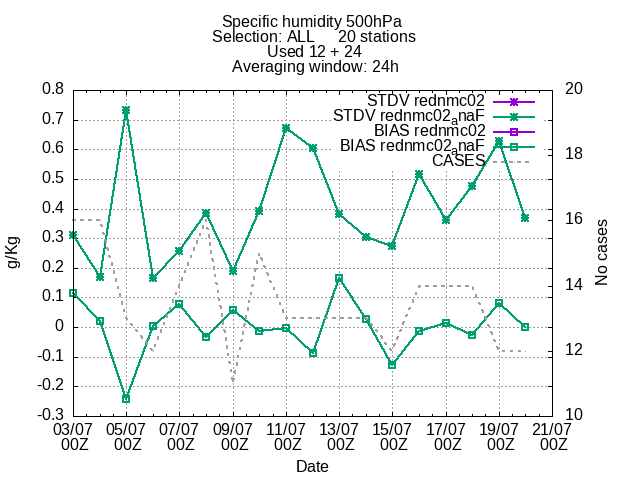 Specific humidity 500hPa
Selection: ALL 20 stations
Used 12 + 24
Averaging window: 24h
0.8
0.7
0.6
0.5
0.4
0.3
0.2
0.1
0
-0.1
-0.2
-0.3
g/Kg
STDV rednmc02
STDV rednmc02anaF
BIAS rednmc02
BIAS rednmc02anaF
CASES
20
18
16
14
12
10
No cases
03/07 05/07 07/07 09/07 11/07 13/07 15/07 17/07 19/07 21/07
00Z 00Z 00Z 00Z 00Z 00Z 00Z 00Z 00Z 00Z
Date